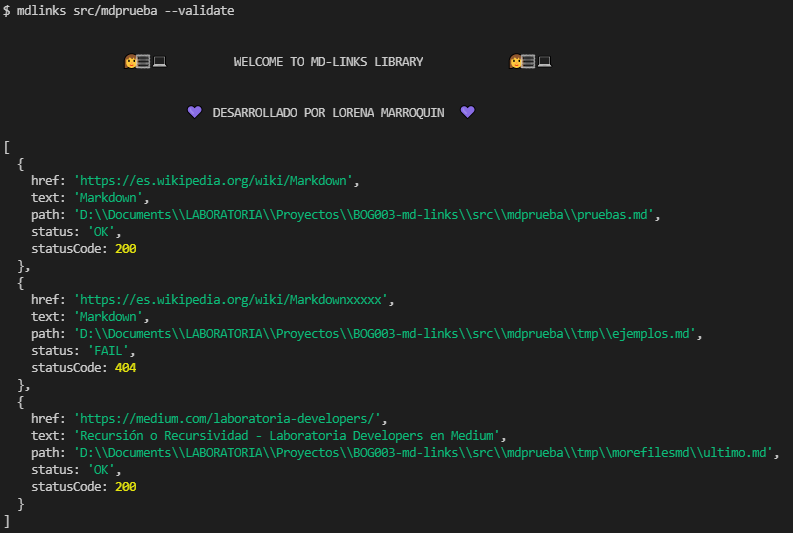 $ mdlinks src/mdprueba --validate
WELCOME TO MD-LINKS LIBRARY
DESARROLLADO POR LORENA MARROQUIN
[
  {
    href: 'https://es.wikipedia.org/wiki/Markdown',
    text: 'Markdown',
    path: 'D:\\Documents\\LABORATORIA\\Proyectos\\BOG003-md-links\\src\\mdprueba\\pruebas.md',
    status: 'OK',
    statusCode: 200
  },
  {
    href: 'https://es.wikipedia.org/wiki/Markdownxxxxx',
    text: 'Markdown',
    path: 'D:\\Documents\\LABORATORIA\\Proyectos\\BOG003-md-links\\src\\mdprueba\\tmp\\ejemplos.md',
    status: 'FAIL',
    statusCode: 404
  },
  {
    href: 'https://medium.com/laboratoria-developers/',
    text: 'Recursión o Recursividad - Laboratoria Developers en Medium',
    path: 'D:\\Documents\\LABORATORIA\\Proyectos\\BOG003-md-links\\src\\mdprueba\\tmp\\morefilesmd\\ultimo.md',
    status: 'OK',
    statusCode: 200
  }
]